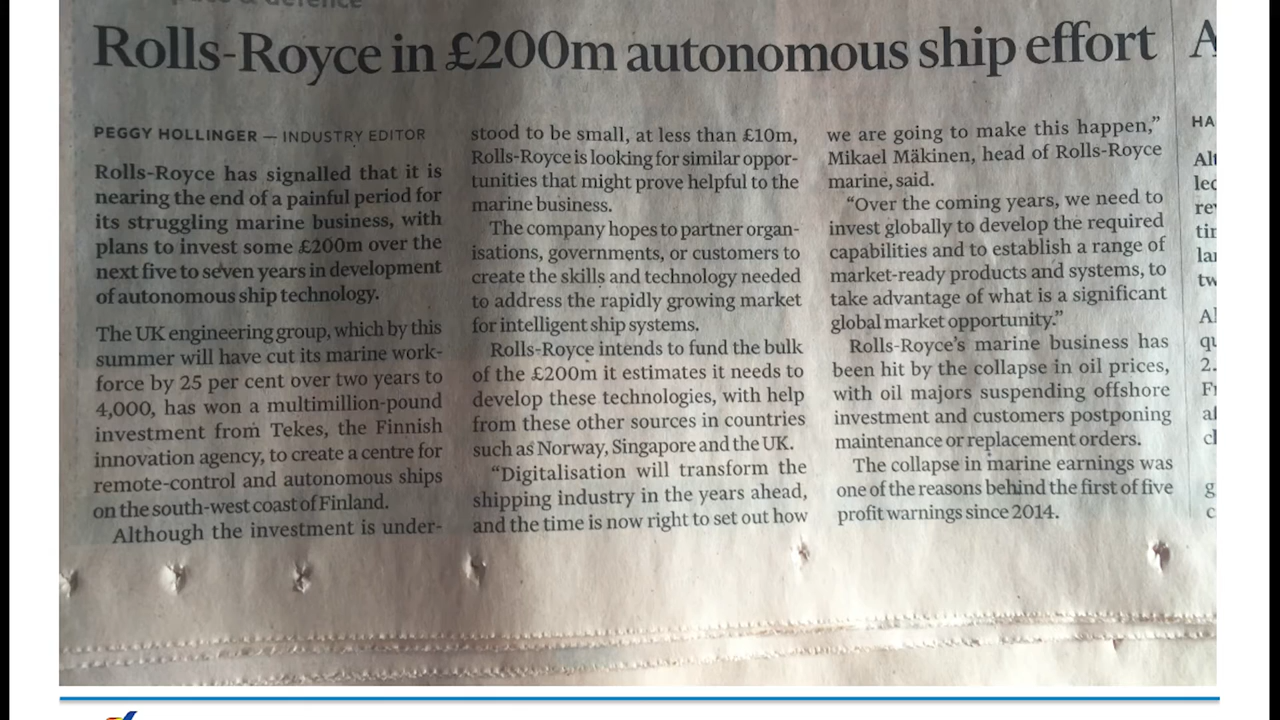 Rolls-Royce in £200m autonomous ship effort
PEGGY HOLLINGER — INDUSTRY EDITOR
Rolls-Royce has signalled that it is
nearing the end of a painful period for
its struggling marine business, with
plans to invest some £200m over the
next five to seven years in development
of autonomous ship technology.
The UK engineering group, which by this
summer will have cut its marine work-
force by 25 per cent over two years to
4,000, has won a multimillion-pound
investment from Tekes, the Finnish
innovation agency, to create a centre for
remote-control and autonomous ships
on the south-west coast of Finland.
Although the investment is under-
stood to be small, at less than £10m,
Rolls-Royce is looking for similar oppor-
tunities that might prove helpful to the
marine business.
The company hopes to partner organ-
isations, governments, or customers to
create the skills and technology needed
to address the rapidly growing market
for intelligent ship systems.
Rolls-Royce intends to fund the bulk
of the £200m it estimates it needs to
develop these technologies, with help
from these other sources in countries
such as Norway, Singapore and the UK.
“Digitalisation will transform the
shipping industry in the years ahead,
and the time is now right to set out how
we are going to make this happen,”
Mikael Mäkinen, head of Rolls-Royce
marine, said.
“Over the coming years, we need to
invest globally to develop the required
capabilities and to establish a range of
market-ready products and systems, to
take advantage of what is a significant
global market opportunity.”
Rolls-Royce’s marine business has
been hit by the collapse in oil prices,
with oil majors suspending offshore
investment and customers postponing
maintenance or replacement orders.
The collapse in marine earnings was
one of the reasons behind the first of five
profit warnings since 2014.